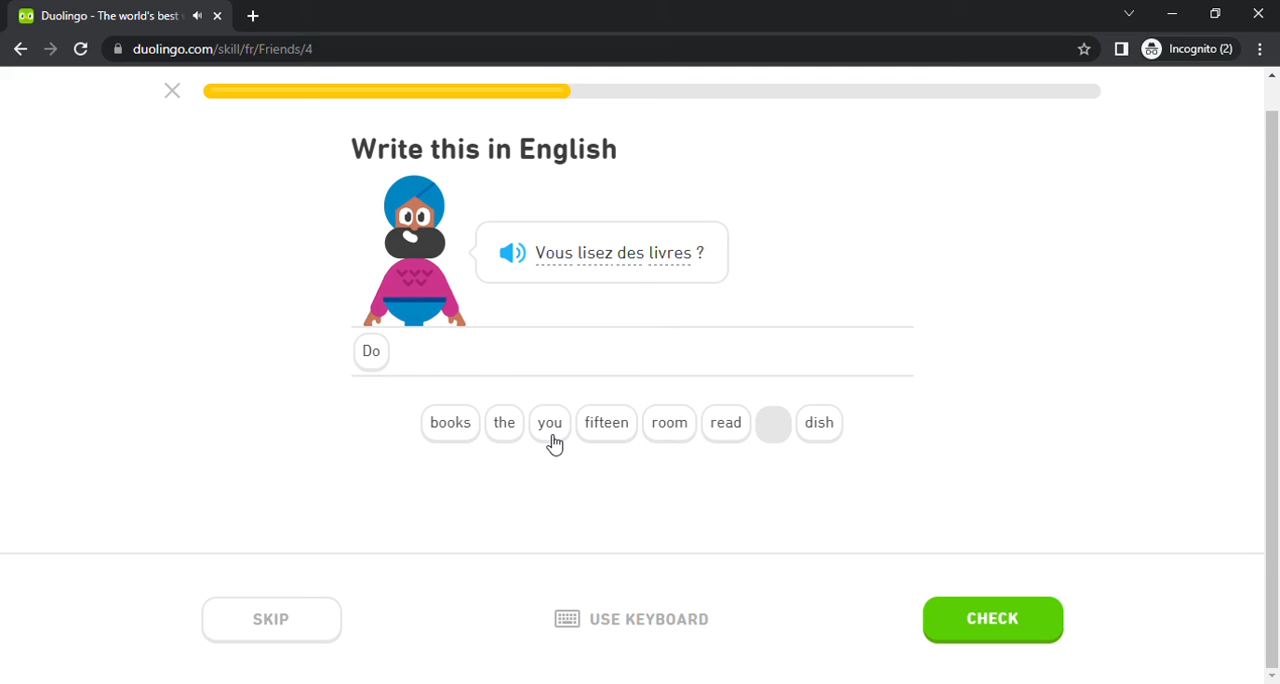 Duolingo - The world's best
duolingo.com/skill/fr/Friends/4
Incognito (2)
Write this in English
Vous lisez des livres ?
Do
books the you fifteen room read dish
SKIP
USE KEYBOARD
CHECK